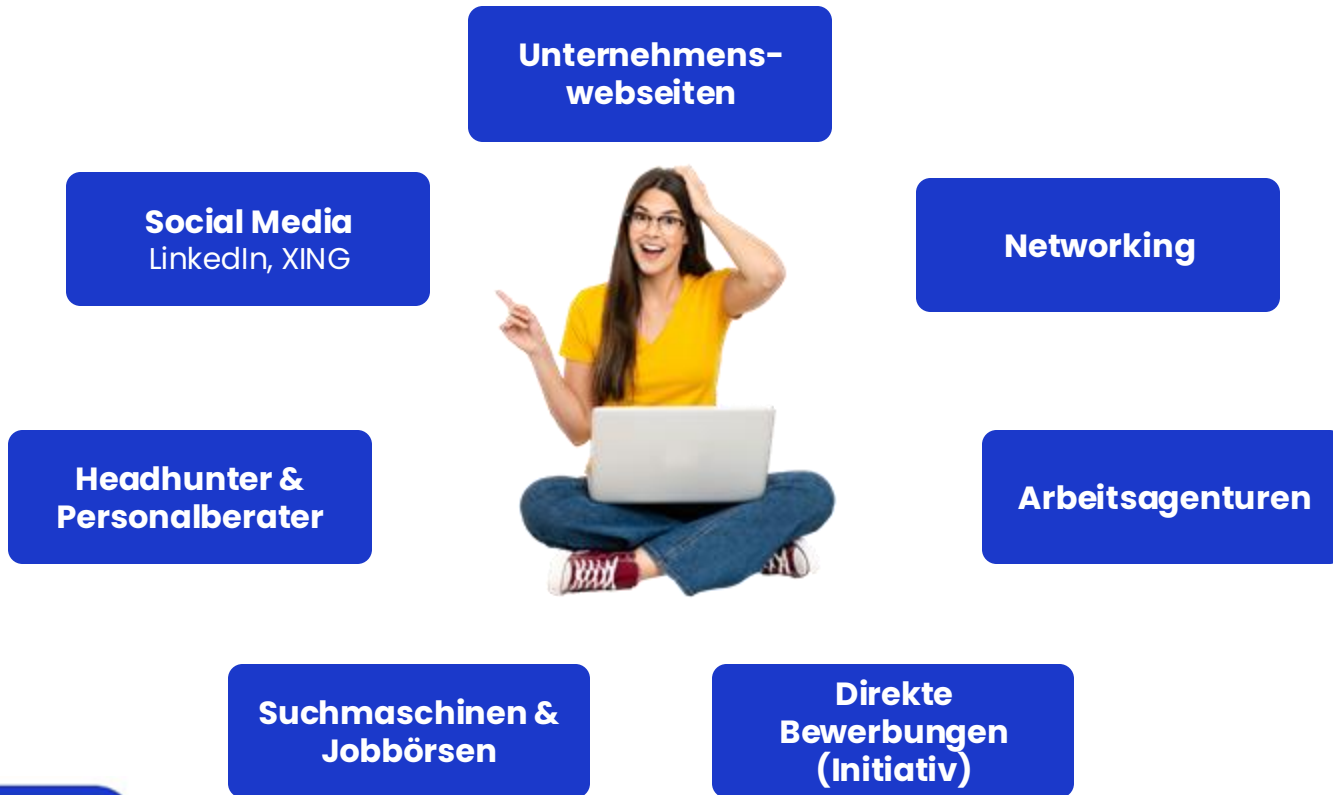 Unternehmens-
webseiten
Social Media
LinkedIn, XING
Networking
Headhunter &
Personalberater
Arbeitsagenturen
Suchmaschinen &
Jobbörsen
Direkte
Bewerbungen
(Initiativ)